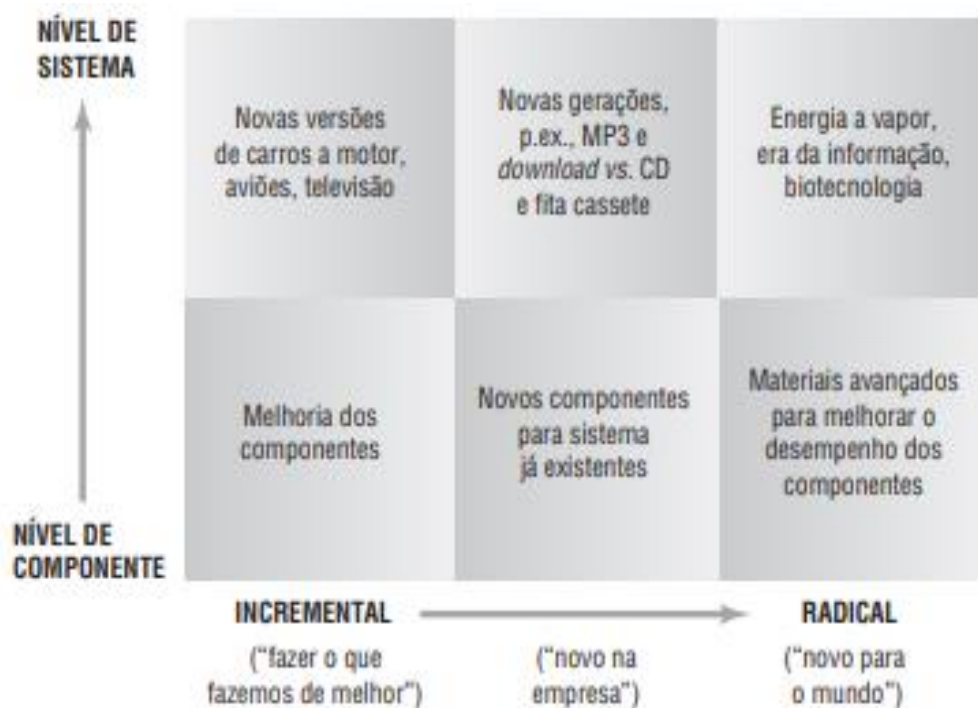 NÍVEL DE
SISTEMA
Novas versões
de carros a motor,
aviões, televisão
Novas gerações,
p.ex., MP3 e
download vs. CD
e fita cassete
Energia a vapor,
era da informação,
biotecnologia
Melhoria dos
componentes
Novos componentes
para sistema
já existentes
Materiais avançados
para melhorar o
desempenho dos
componentes
NÍVEL DE
COMPONENTE
INCREMENTAL
RADICAL
("fazer o que
fazemos de melhor")
("novo na
empresa")
("novo para
o mundo")